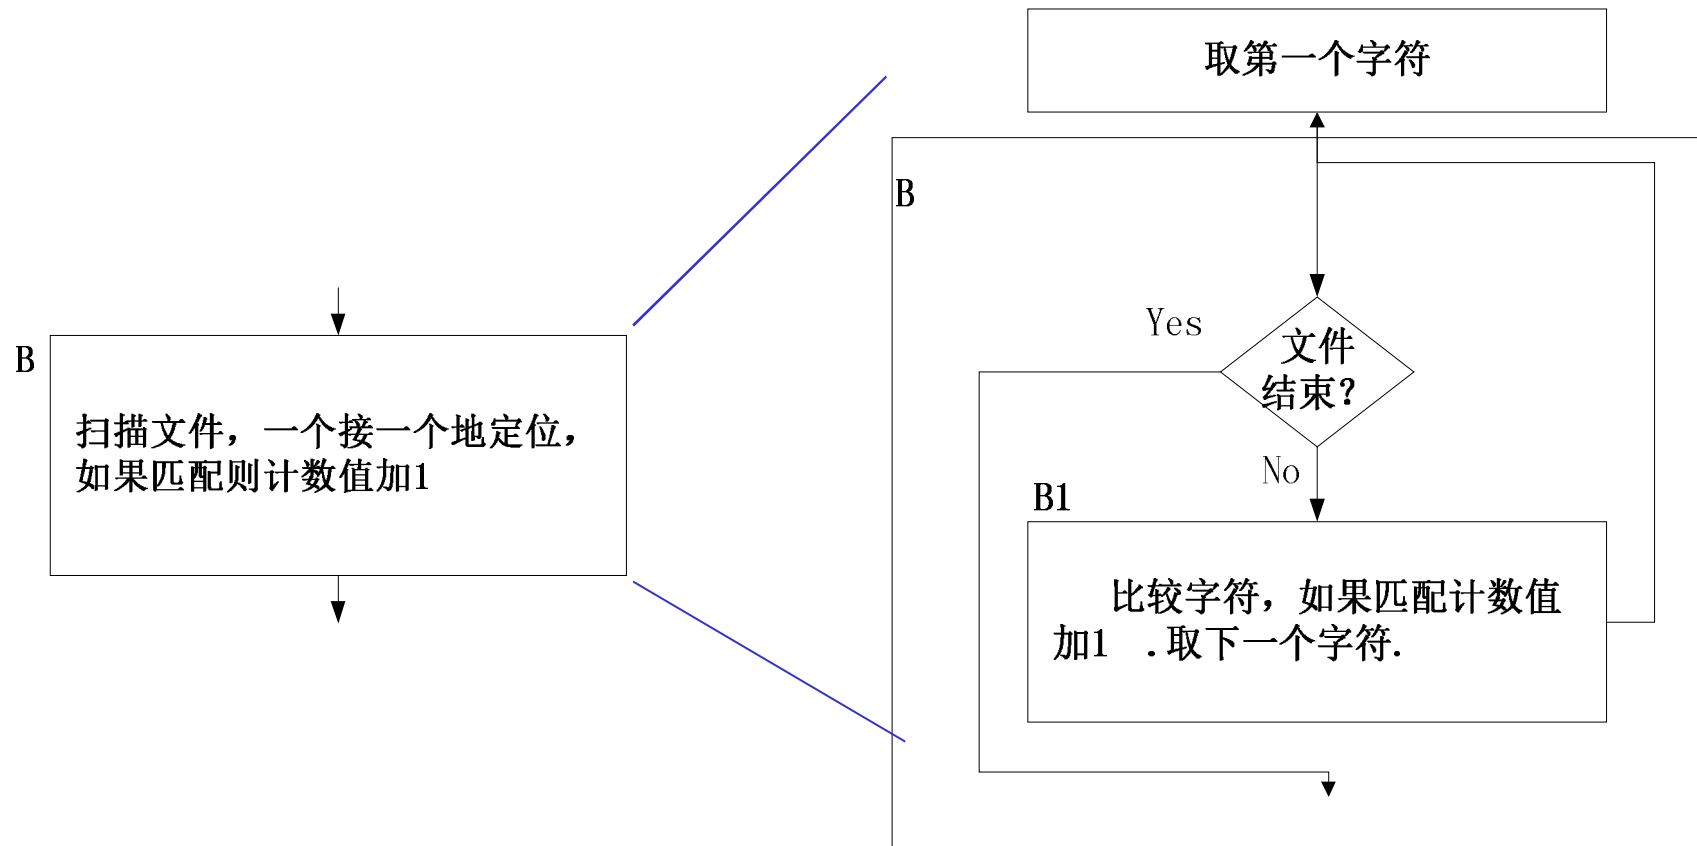 B
扫描文件，一个接一个地定位，
如果匹配则计数值加1
取第一个字符
B
Yes
文件
结束？
No
B1
比较字符，如果匹配计数值
加1 .取下一个字符.